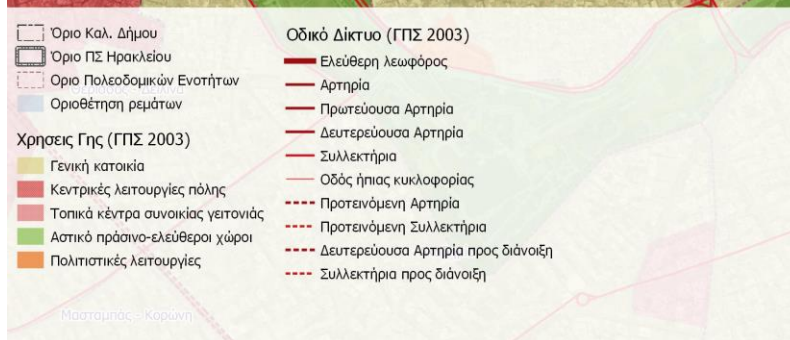 Όριο Καλ. Δήμου
Όριο ΠΣ Ηρακλείου
Οριο Πολεοδομικών Ενοτήτων
Οριοθέτηση ρεμάτων
Χρησεις Γης (ΓΠΣ 2003)
Γενική κατοικία
Κεντρικές λειτουργίες πόλης
Τοπικά κέντρα συνοικίας γειτονιάς
Αστικό πράσινο-ελεύθεροι χώροι
Πολιτιστικές λειτουργίες
Οδικό Δίκτυο (ΓΠΣ 2003)
Ελεύθερη λεωφόρος
Αρτηρία
Πρωτεύουσα Αρτηρία
Δευτερεύουσα Αρτηρία
Συλλεκτήρια
Οδός ήπιας κυκλοφορίας
Προτεινόμενη Αρτηρία
Προτεινόμενη Συλλεκτήρια
Δευτερεύουσα Αρτηρία προς διάνοιξη
Συλλεκτήρια προς διάνοιξη
Μασταμπάς - Κορώνη